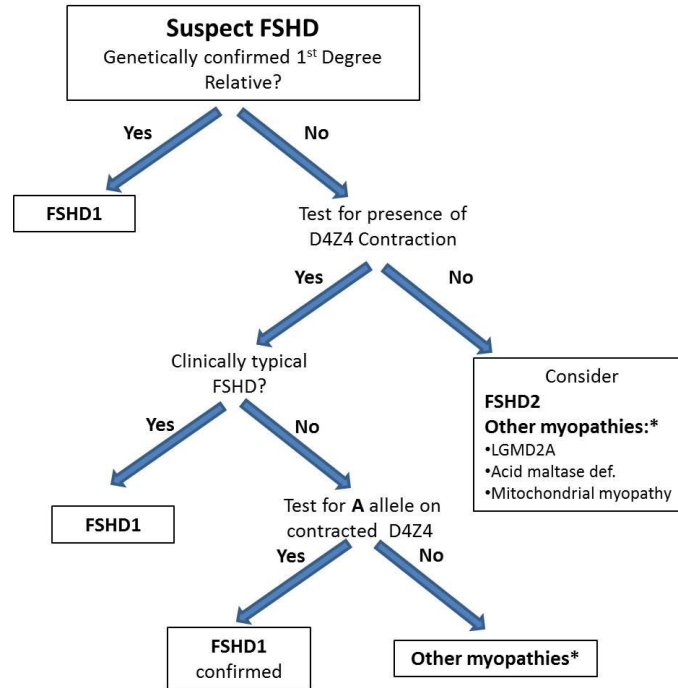 Suspect FSHD
Genetically confirmed 1st Degree
Relative?
Yes
No
FSHD1
Test for presence of
D4Z4 Contraction
Yes
No
Clinically typical
FSHD?
Consider
FSHD2
Other myopathies:*
•LGMD2A
•Acid maltase def.
•Mitochondrial myopathy
Yes
No
FSHD1
Test for A allele on
contracted D4Z4
Yes
No
FSHD1
confirmed
Other myopathies*